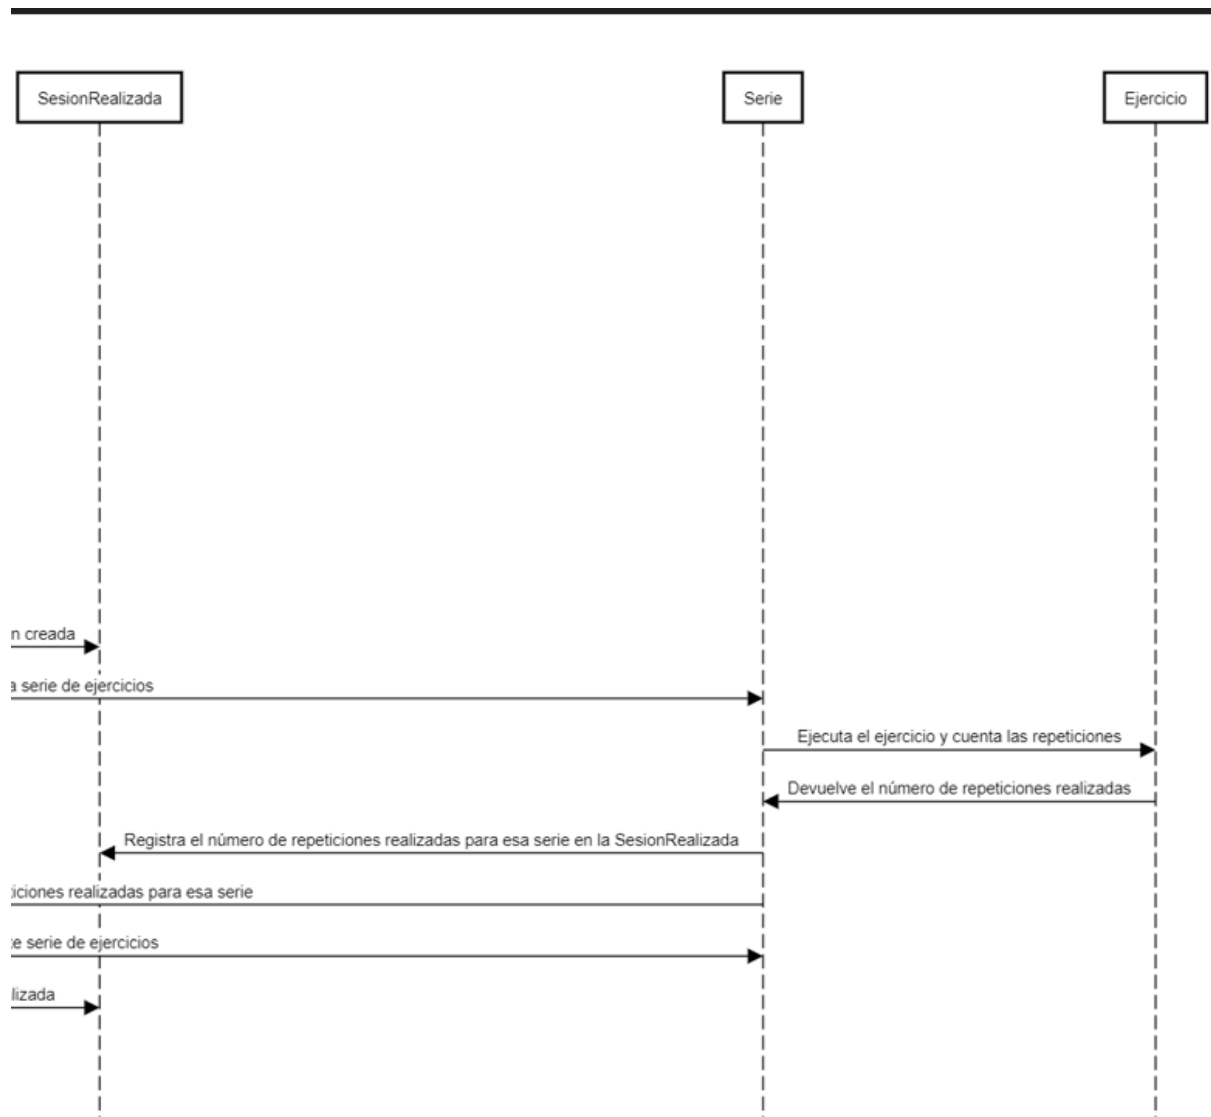 SesionRealizada
Serie
Ejercicio
n creada
serie de ejercicios
Ejecuta el ejercicio y cuenta las repeticiones
Devuelve el número de repeticiones realizadas
Registra el número de repeticiones realizadas para esa serie en la SesionRealizada
iciones realizadas para esa serie
serie de ejercicios
lizada